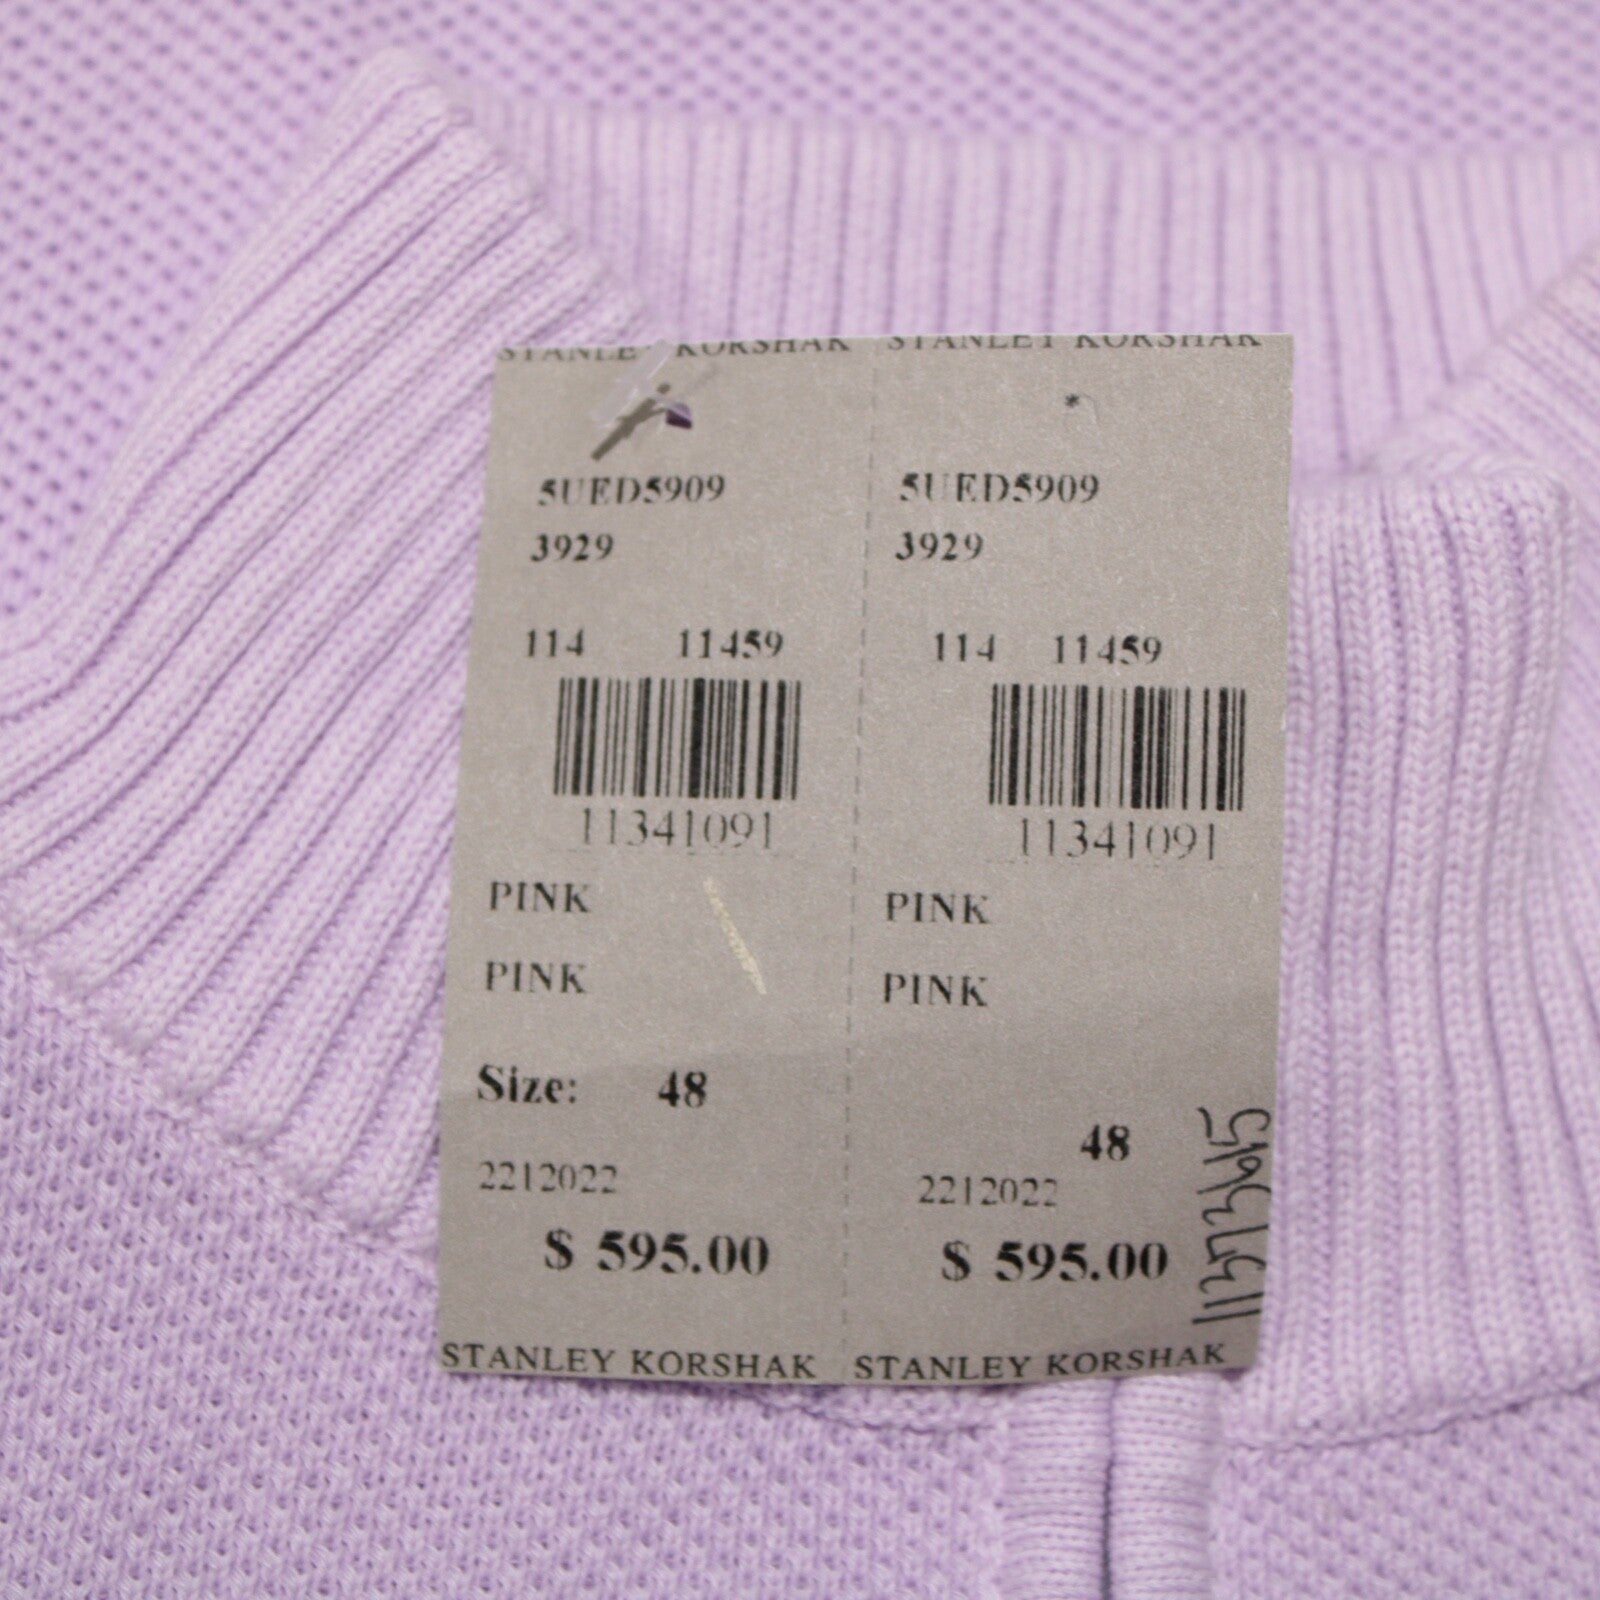 STANLEY KORSHAK
5UED5909
3929
114 11459
11341091
PINK
PINK
Size: 48
2212022
$ 595.00
STANLEY KORSHAK
STANLEY KORSHAK
*
5UED5909
3929
114 11459
11341091
PINK
PINK
48
2212022
$ 595.00
STANLEY KORSHAK